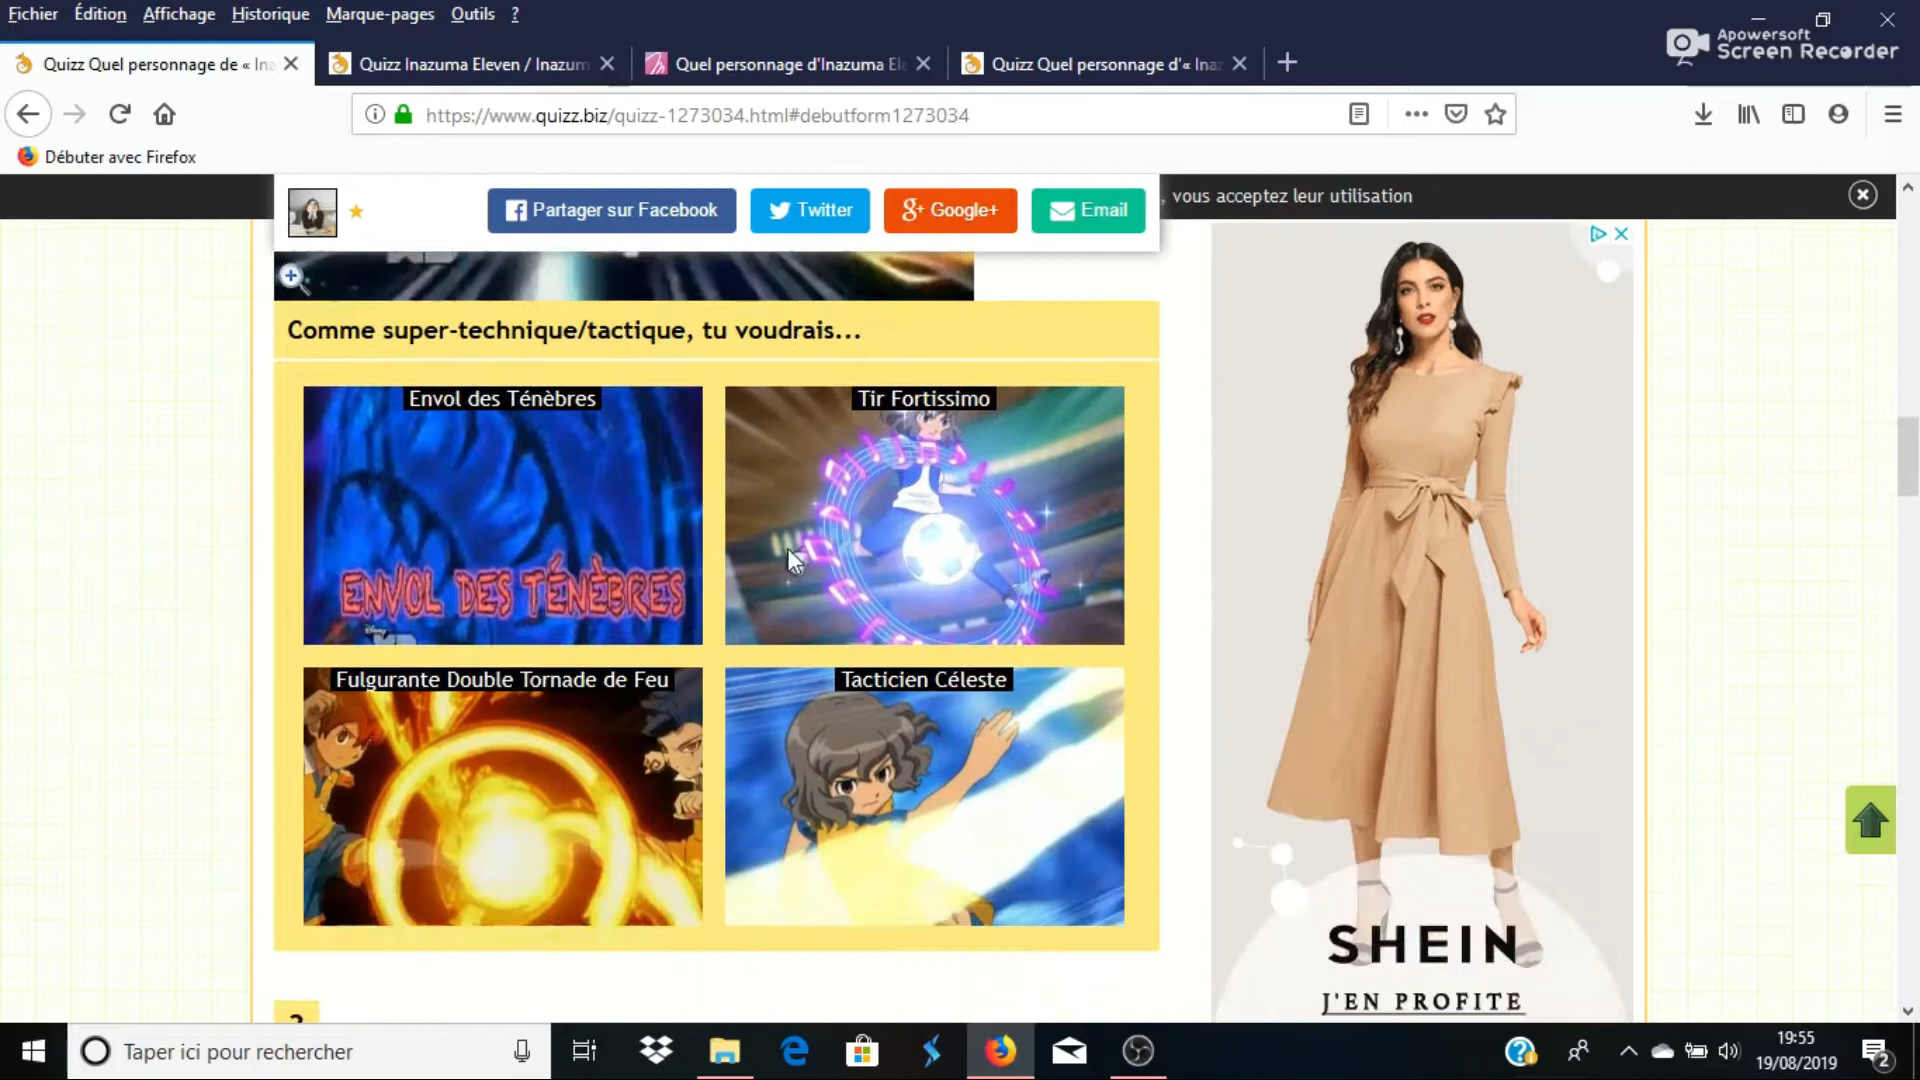 Fichier Édition Affichage Historique Marque-pages Outils ?
Apowersoft
Screen Recorder
Quizz Quel personnage de « Ina
Quizz Inazuma Eleven / Inazum
Quel personnage d'Inazuma El
Quizz Quel personnage d'« Ina
https://www.quizz.biz/quizz-1273034.html#debutform1273034
Débuter avec Firefox
Partager sur Facebook
Twitter
Google+
Email
, vous acceptez leur utilisation
Comme super-technique/tactique, tu voudrais...
Envol des Ténèbres
Tir Fortissimo
ENVOL DES TÉNÈBRES
Disney XD
Fulgurante Double Tornade de Feu
Tacticien Céleste
SHEIN
J'EN PROFITE
Taper ici pour rechercher
19:55
19/08/2019
2